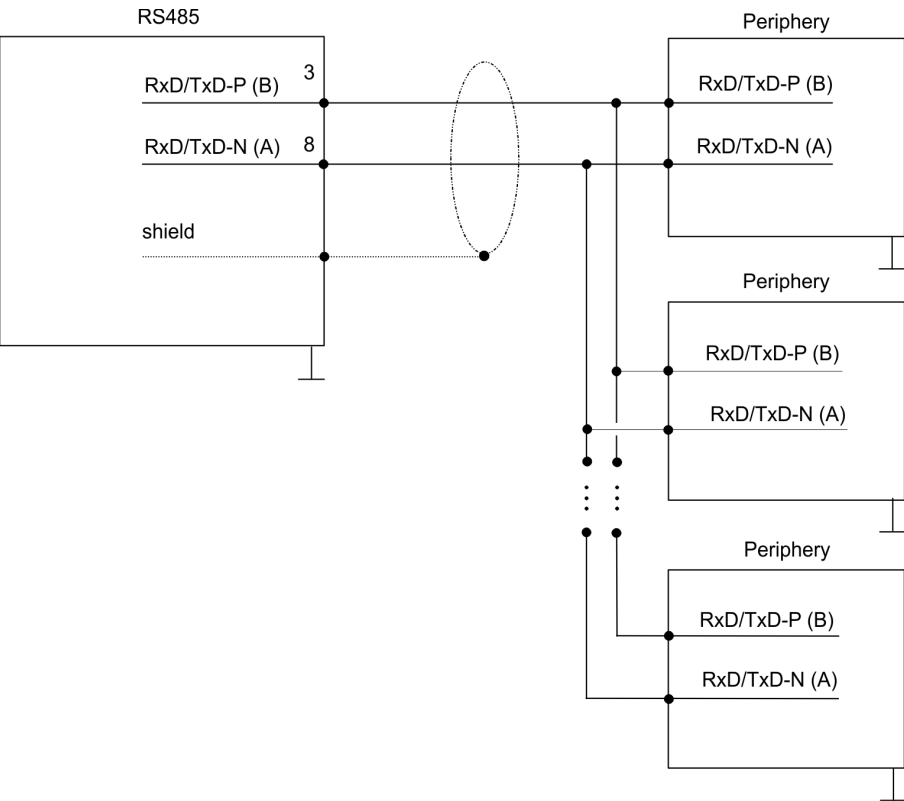 RS485
RxD/TxD-P (B) 3
RxD/TxD-N (A) 8
shield
Periphery
RxD/TxD-P (B)
RxD/TxD-N (A)
Periphery
RxD/TxD-P (B)
RxD/TxD-N (A)
Periphery
RxD/TxD-P (B)
RxD/TxD-N (A)